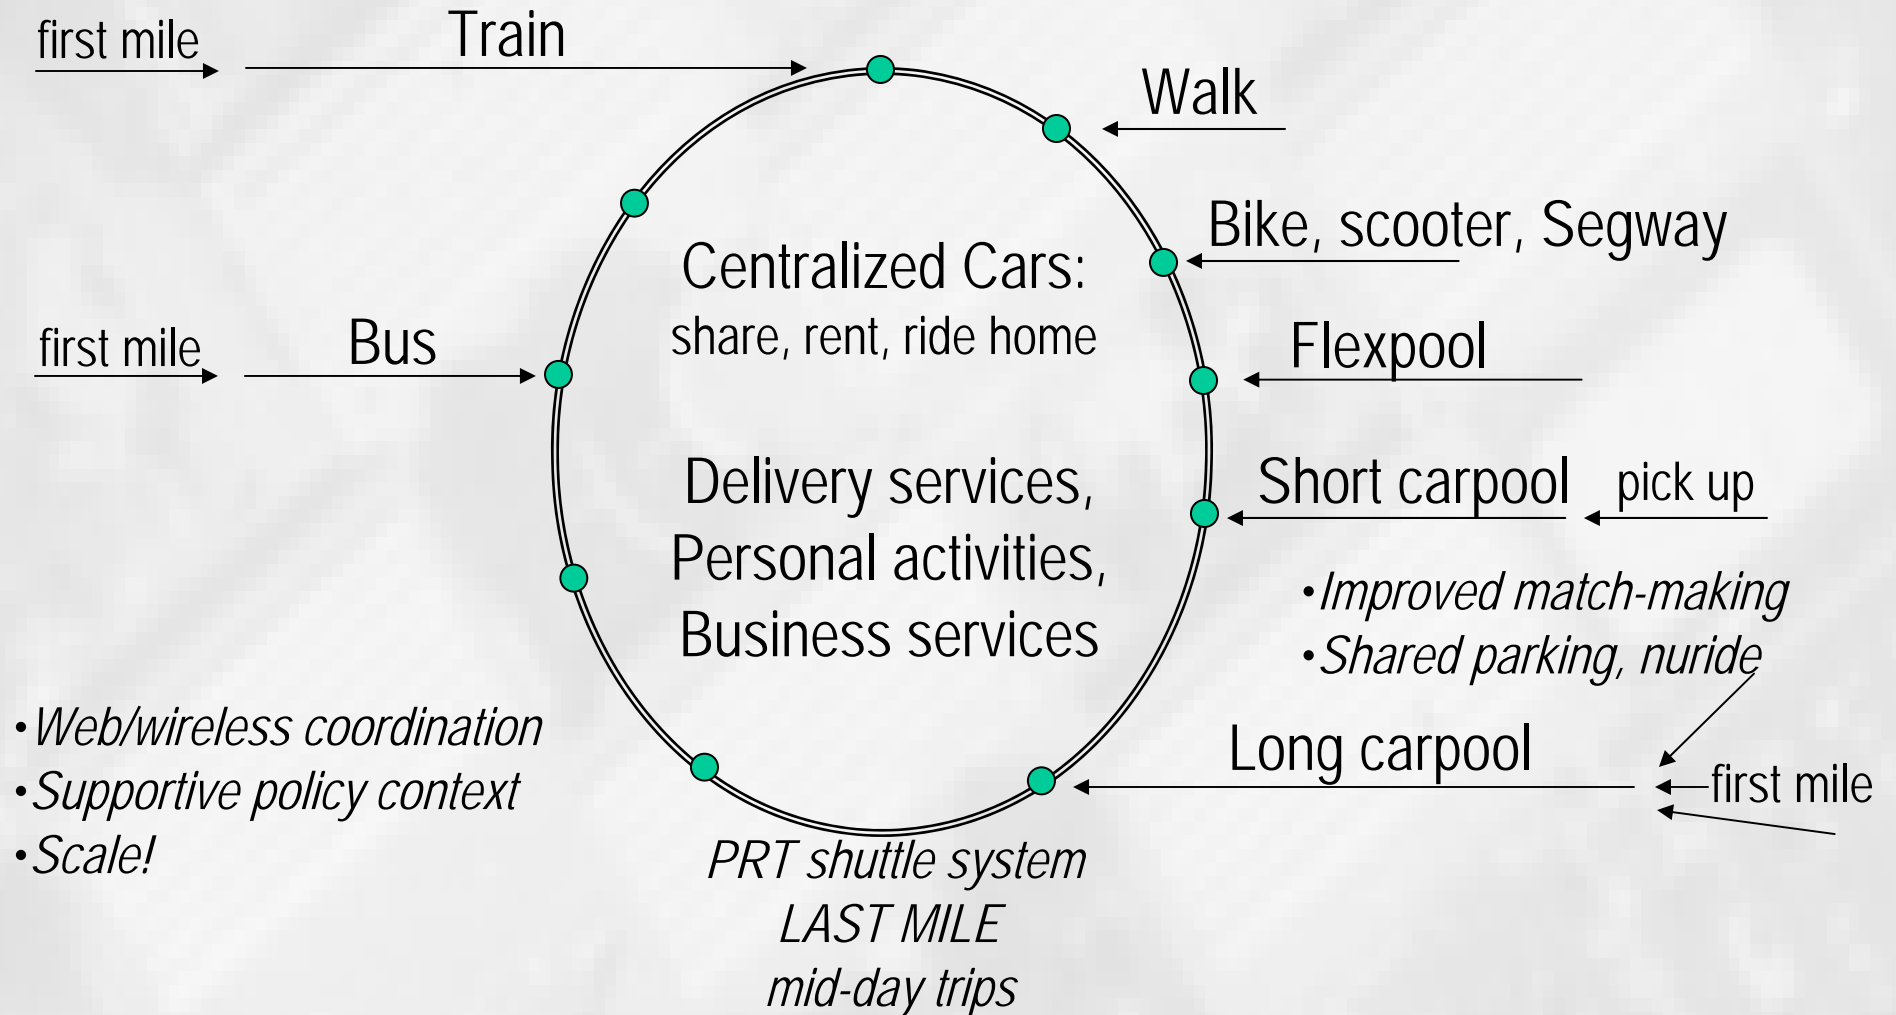 first mile
Train
Walk
Bike, scooter, Segway
Centralized Cars:
share, rent, ride home
first mile
Bus
Flexpool
Delivery services,
Personal activities,
Business services
Short carpool
pick up
•Improved match-making
•Shared parking, nuride
•Web/wireless coordination
•Supportive policy context
•Scale!
Long carpool
first mile
PRT shuttle system
LAST MILE
mid-day trips